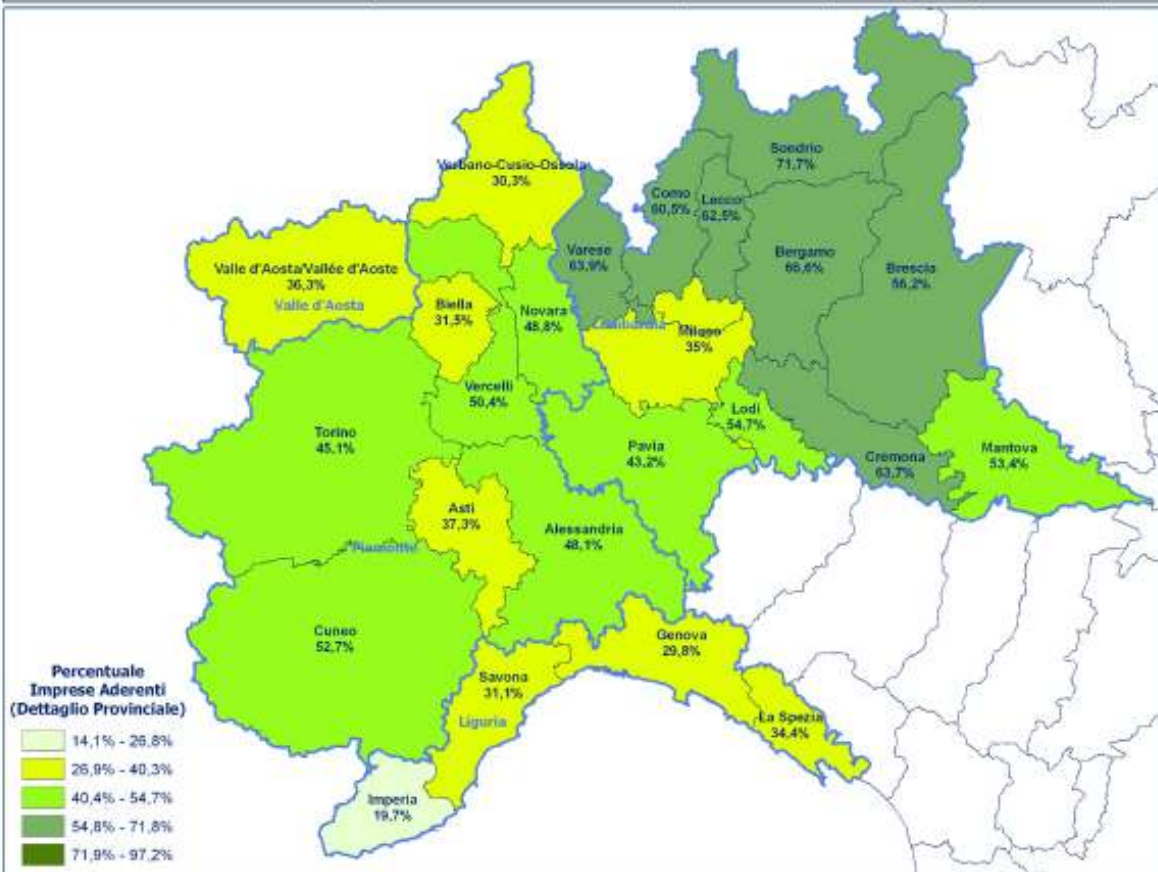 Sondrio
71,7%
Verbano-Cusio-Ossola
30,3%
Como
60,5%
Lecco
62,5%
Varese
63,9%
Bergamo
66,6%
Brescia
56,2%
Valle d'Aosta/Vallée d'Aoste
36,3%
Valle d'Aosta
Biella
31,5%
Novara
48,8%
Lombardia
Milano
35%
Vercelli
50,4%
Lodi
54,7%
Torino
45,1%
Pavia
43,2%
Cremona
63,7%
Mantova
53,4%
Asti
37,3%
Alessandria
48,1%
Piemonte
Cuneo
52,7%
Genova
29,8%
Savona
31,1%
Liguria
La Spezia
34,4%
Imperia
19,7%
Percentuale
Imprese Aderenti
(Dettaglio Provinciale)
14,1% - 26,8%
26,9% - 40,3%
40,4% - 54,7%
54,8% - 71,8%
71,9% - 97,2%